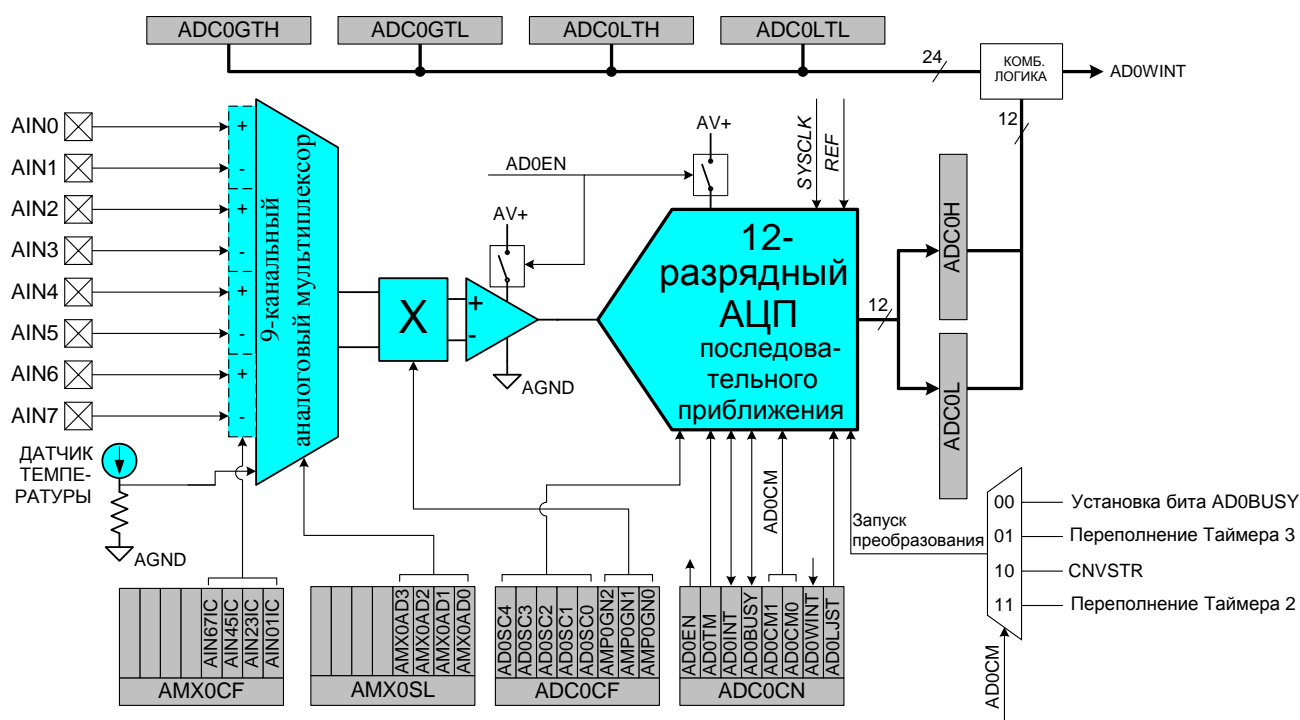 ADC0GTH
ADC0GTL
ADC0LTH
ADC0LTL
24
КОМБ.
ЛОГИКА
AD0WINT
12
AIN0
AIN1
AIN2
AIN3
AIN4
AIN5
AIN6
AIN7
+
-
+
-
+
-
+
-
9-канальный
аналоговый мультиплексор
ДАТЧИК
ТЕМПЕ-
РАТУРЫ
AGND
X
+
-
AV+
AGND
AD0EN
AV+
SYSCLK
REF
12-
разрядный
АЦП
последова-
тельного
приближения
12
ADC0H
ADC0L
AD0CM
Запуск
преобразования
00
Установка бита AD0BUSY
01
Переполнение Таймера 3
10
CNVSTR
11
Переполнение Таймера 2
AD0CM
AIN67IC
AIN45IC
AIN23IC
AIN01IC
AMX0CF
AMX0AD3
AMX0AD2
AMX0AD1
AMX0AD0
AMX0SL
AD0SC4
AD0SC3
AD0SC2
AD0SC1
AD0SC0
AMP0GN2
AMP0GN1
AMP0GN0
ADC0CF
AD0EN
AD0TM
AD0INT
AD0BUSY
AD0CM1
AD0CM0
AD0WINT
AD0LJST
ADC0CN